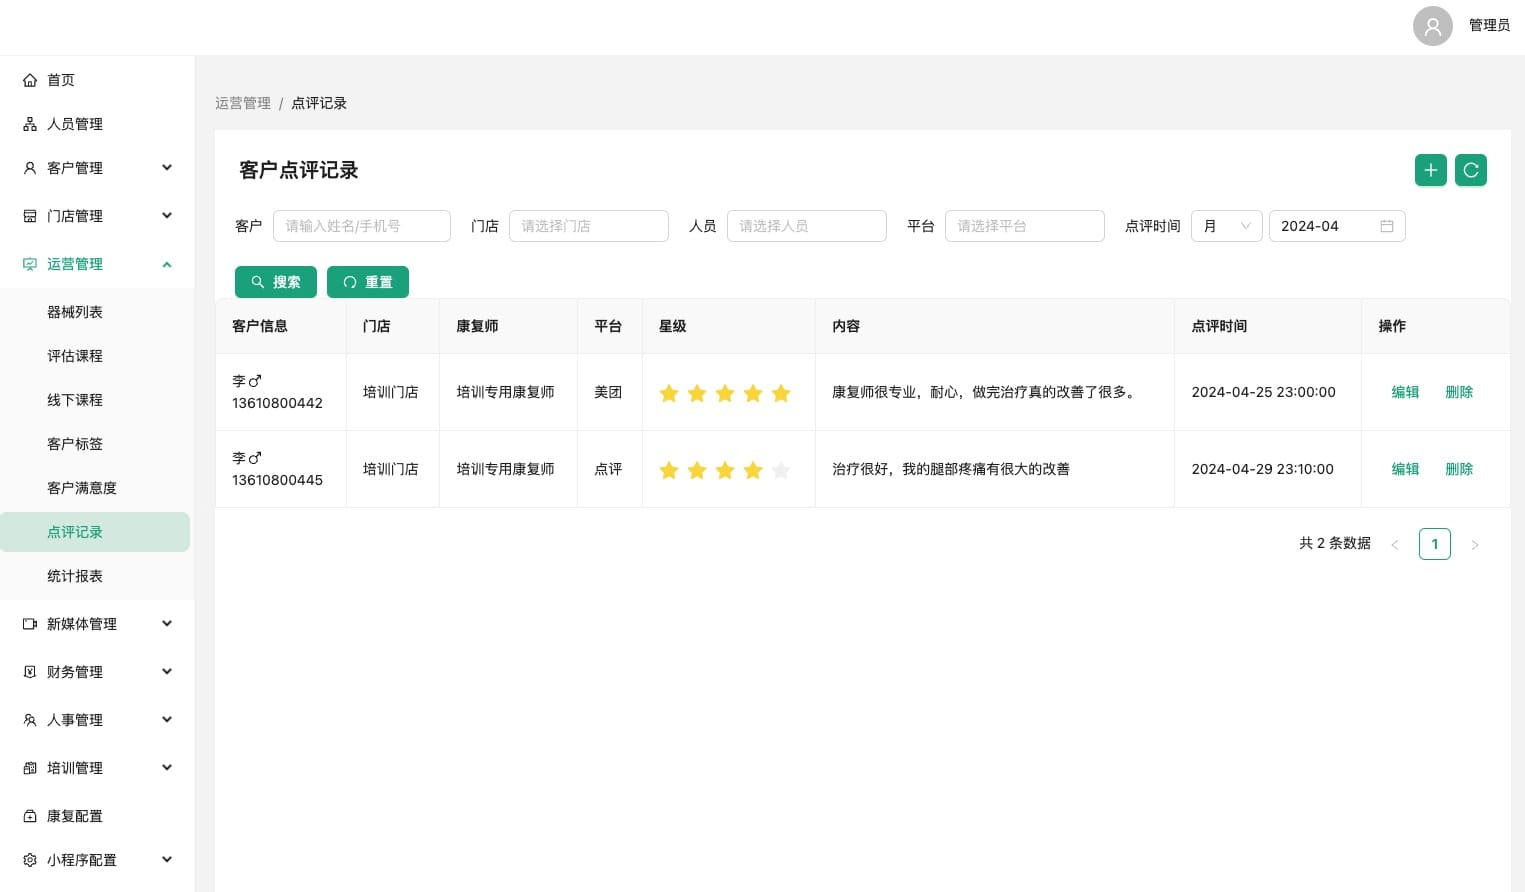 管理员
首页
人员管理
客户管理
门店管理
运营管理
器械列表
评估课程
线下课程
客户标签
客户满意度
点评记录
统计报表
新媒体管理
财务管理
人事管理
培训管理
康复配置
小程序配置
运营管理 / 点评记录
客户点评记录
客户 请输入姓名/手机号 门店 请选择门店 人员 请选择人员 平台 请选择平台 点评时间 月 2024-04
搜索 重置
客户信息 门店 康复师 平台 星级 内容 点评时间 操作
李♂
13610800442 培训门店 培训专用康复师 美团 康复师很专业，耐心，做完治疗真的改善了很多。 2024-04-25 23:00:00 编辑 删除
李♂
13610800445 培训门店 培训专用康复师 点评 治疗很好，我的腿部疼痛有很大的改善 2024-04-29 23:10:00 编辑 删除
共 2 条数据 < 1 >